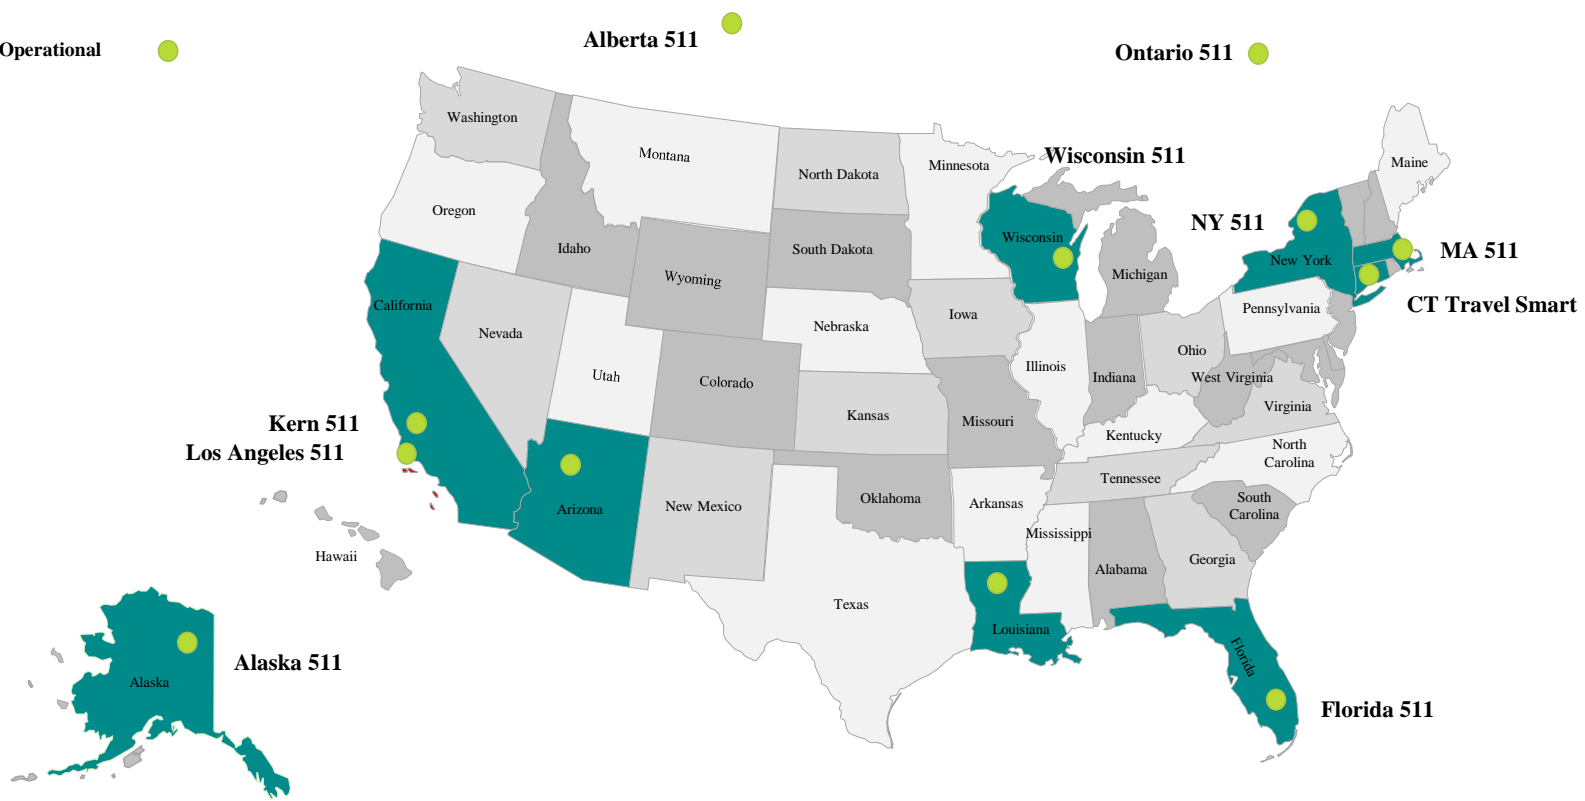 Alberta 511
Operational
Ontario 511
Washington
Montana
North Dakota
Minnesota
Wisconsin 511
Maine
Oregon
Idaho
South Dakota
Wisconsin
NY 511
New York
MA 511
Wyoming
Michigan
California
CT Travel Smart
Nevada
Nebraska
Iowa
Pennsylvania
Utah
Colorado
Illinois
Indiana
Ohio
West Virginia
Kern 511
Kansas
Missouri
Virginia
Los Angeles 511
Kentucky
North
Carolina
Arizona
New Mexico
Oklahoma
Arkansas
Tennessee
South
Carolina
Hawaii
Mississippi
Alabama
Georgia
Texas
Louisiana
Alaska
Alaska 511
Florida
Florida 511